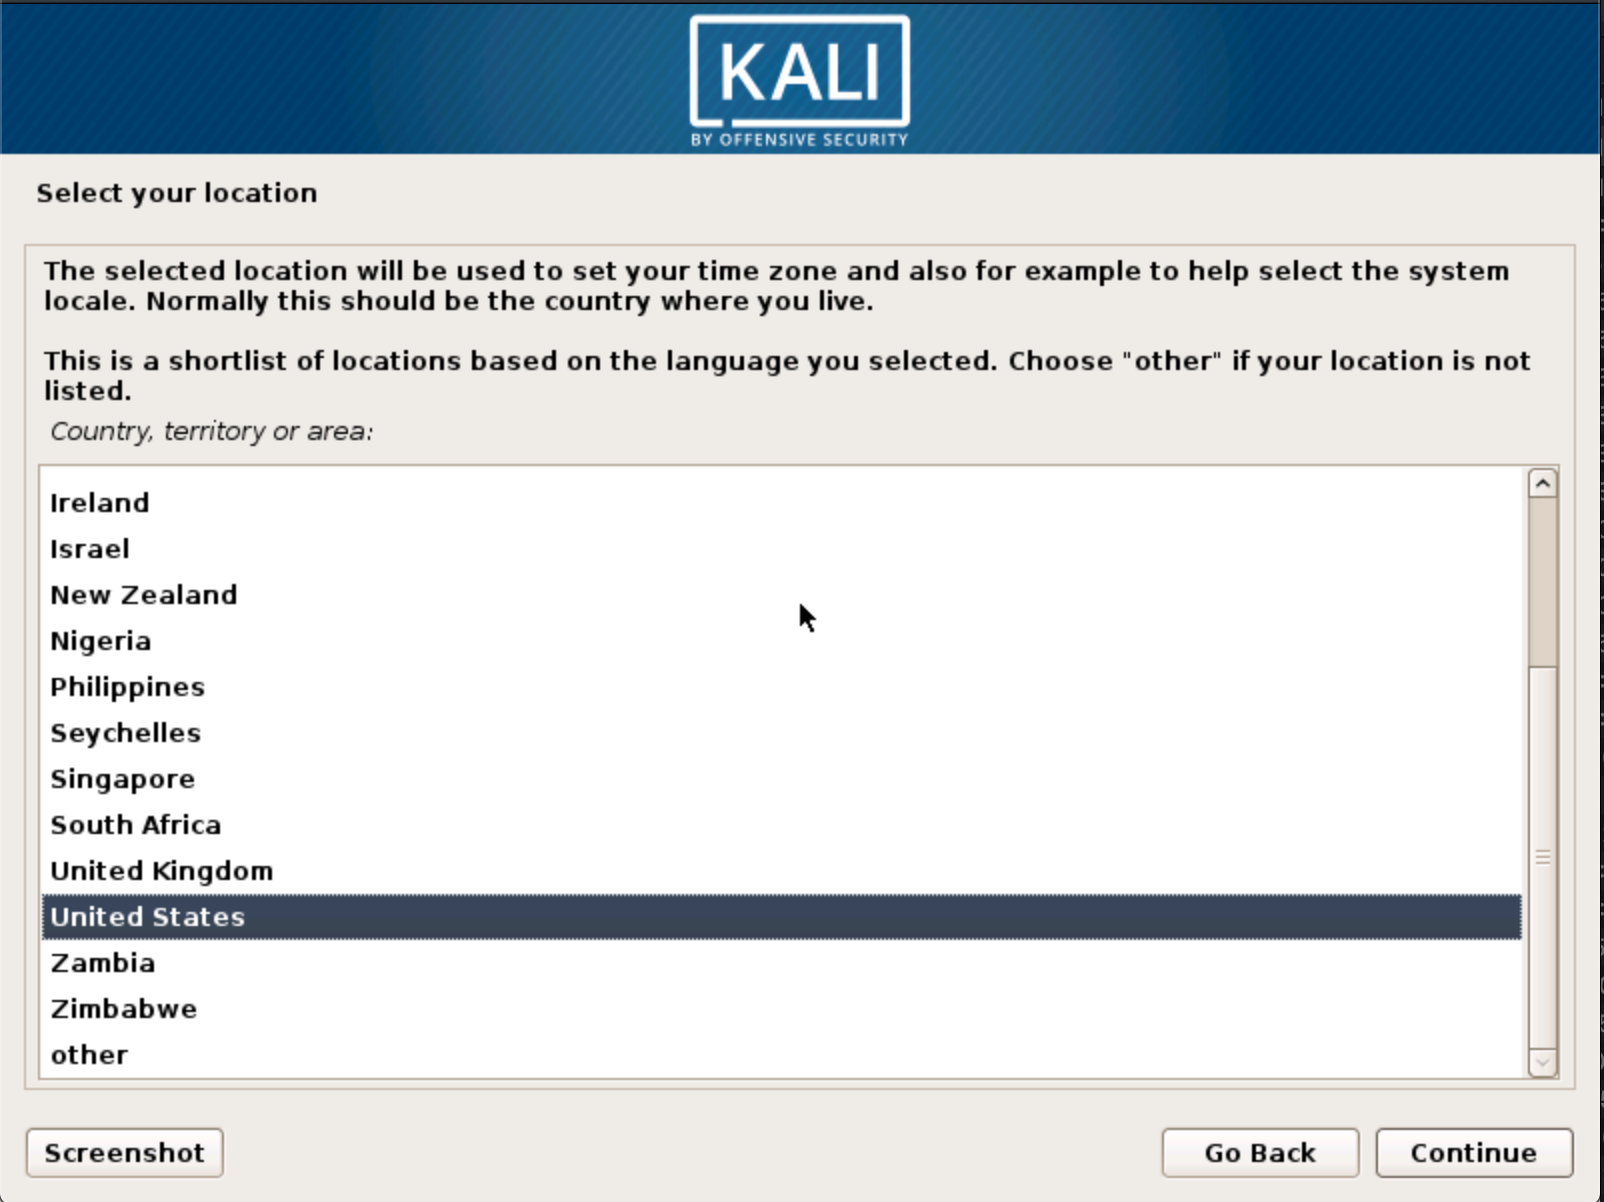 KALI
BY OFFENSIVE SECURITY
Select your location
The selected location will be used to set your time zone and also for example to help select the system
locale. Normally this should be the country where you live.
This is a shortlist of locations based on the language you selected. Choose "other" if your location is not
listed.
Country, territory or area:
Ireland
Israel
New Zealand
Nigeria
Philippines
Seychelles
Singapore
South Africa
United Kingdom
United States
Zambia
Zimbabwe
other
Screenshot
Go Back
Continue